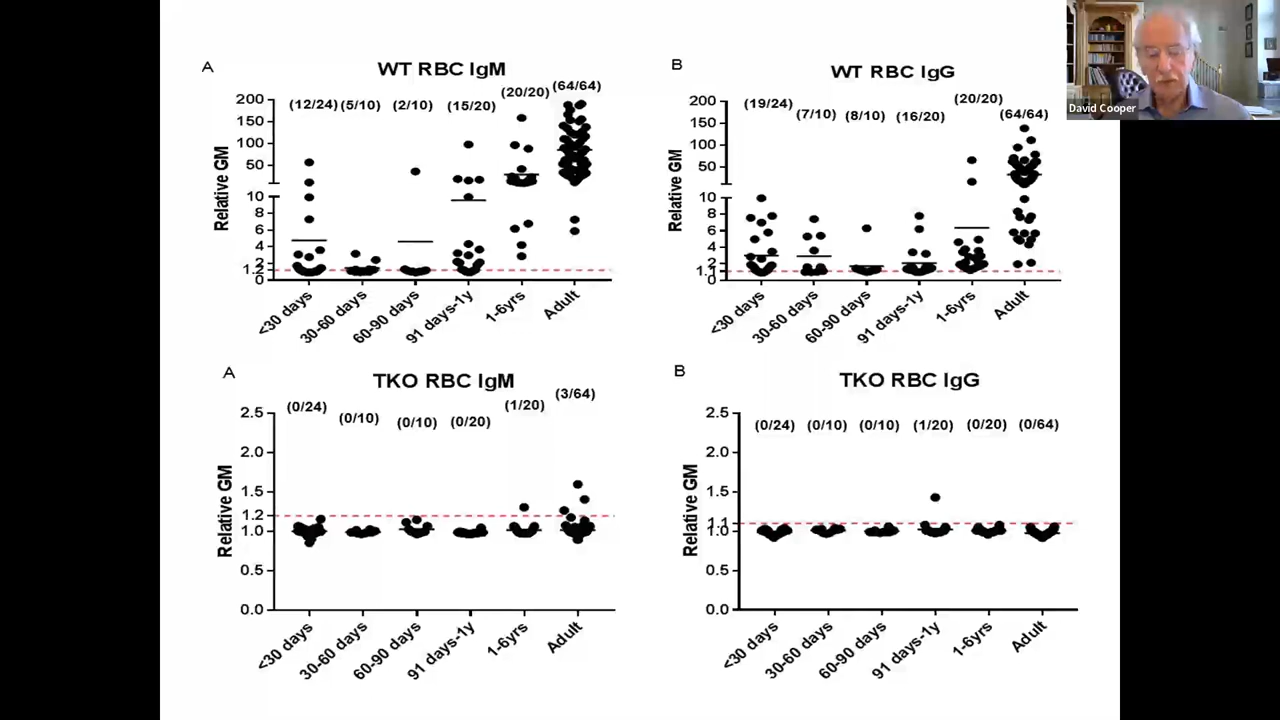 A
WT RBC IgM
(12/24) (5/10) (2/10) (15/20) (20/20) (64/64)
Relative GM
200
150
100
50
10
8
6
4
2
1.2
0
<30 days
30-60 days
60-90 days
91 days-1y
1-6yrs
Adult
B
WT RBC IgG
(19/24) (7/10) (8/10) (16/20) (20/20) (64/64)
Relative GM
200
150
100
50
10
8
6
4
2
1.1
0
<30 days
30-60 days
60-90 days
91 days-1y
1-6yrs
Adult
David Cooper
A
TKO RBC IgM
(0/24) (0/10) (0/10) (0/20) (1/20) (3/64)
Relative GM
2.5
2.0
1.5
1.2
1.0
0.5
0.0
<30 days
30-60 days
60-90 days
91 days-1y
1-6yrs
Adult
B
TKO RBC IgG
(0/24) (0/10) (0/10) (1/20) (0/20) (0/64)
Relative GM
2.5
2.0
1.5
1.1
1.0
0.5
0.0
<30 days
30-60 days
60-90 days
91 days-1y
1-6yrs
Adult